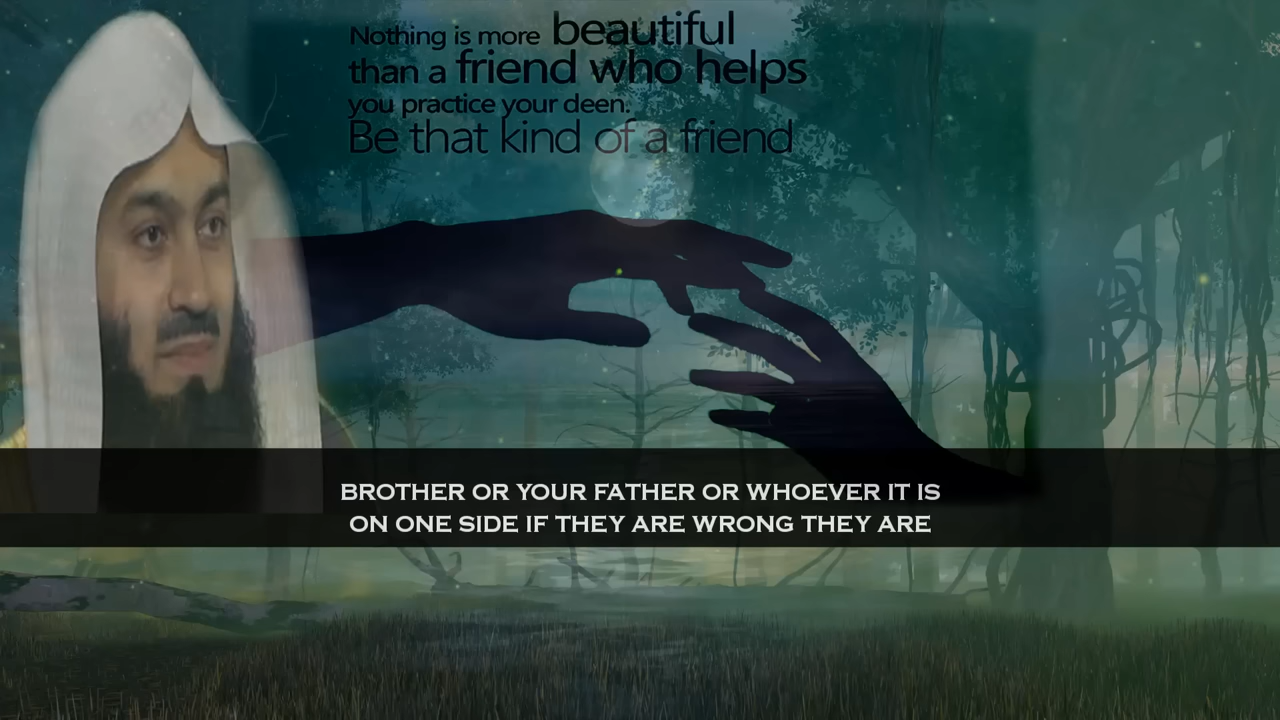 Nothing is more beautiful
than a friend who helps
you practice your deen.
Be that kind of a friend
BROTHER OR YOUR FATHER OR WHOEVER IT IS
ON ONE SIDE IF THEY ARE WRONG THEY ARE